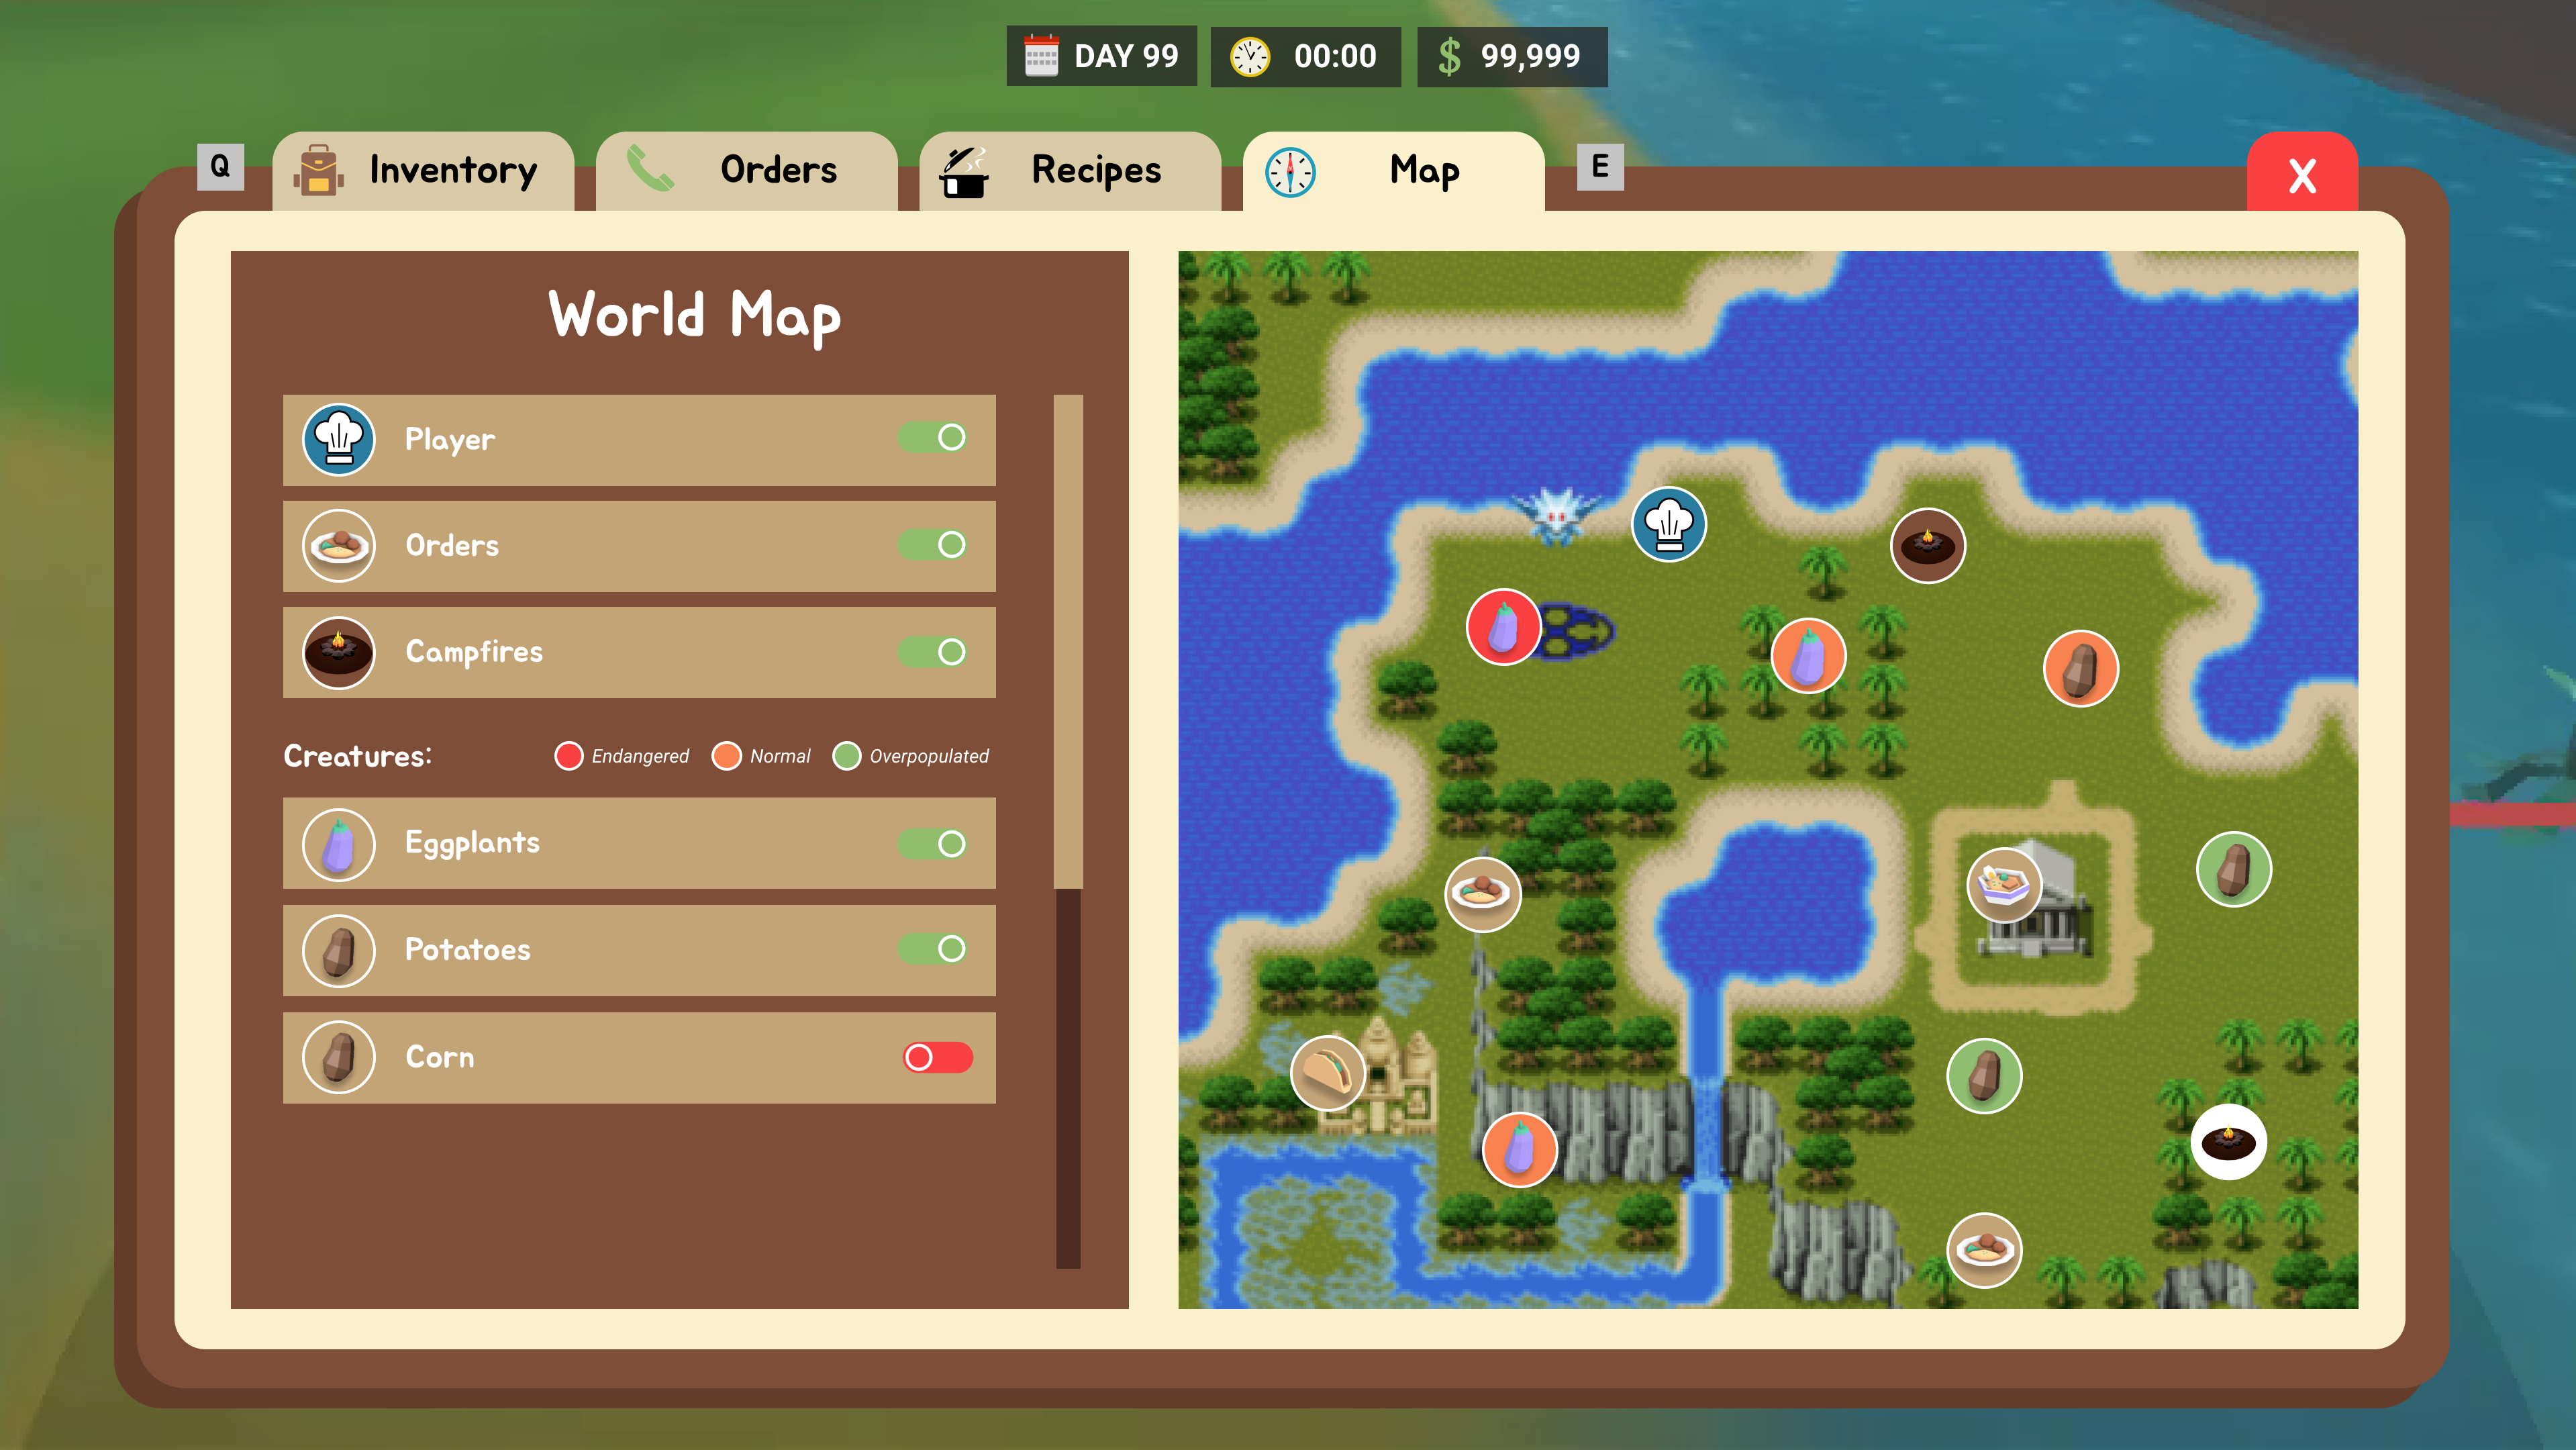 DAY 99
00:00
$ 99,999
Q
Inventory
Orders
Recipes
Map
E
X
World Map
Player
Orders
Campfires
Creatures:
Endangered
Normal
Overpopulated
Eggplants
Potatoes
Corn